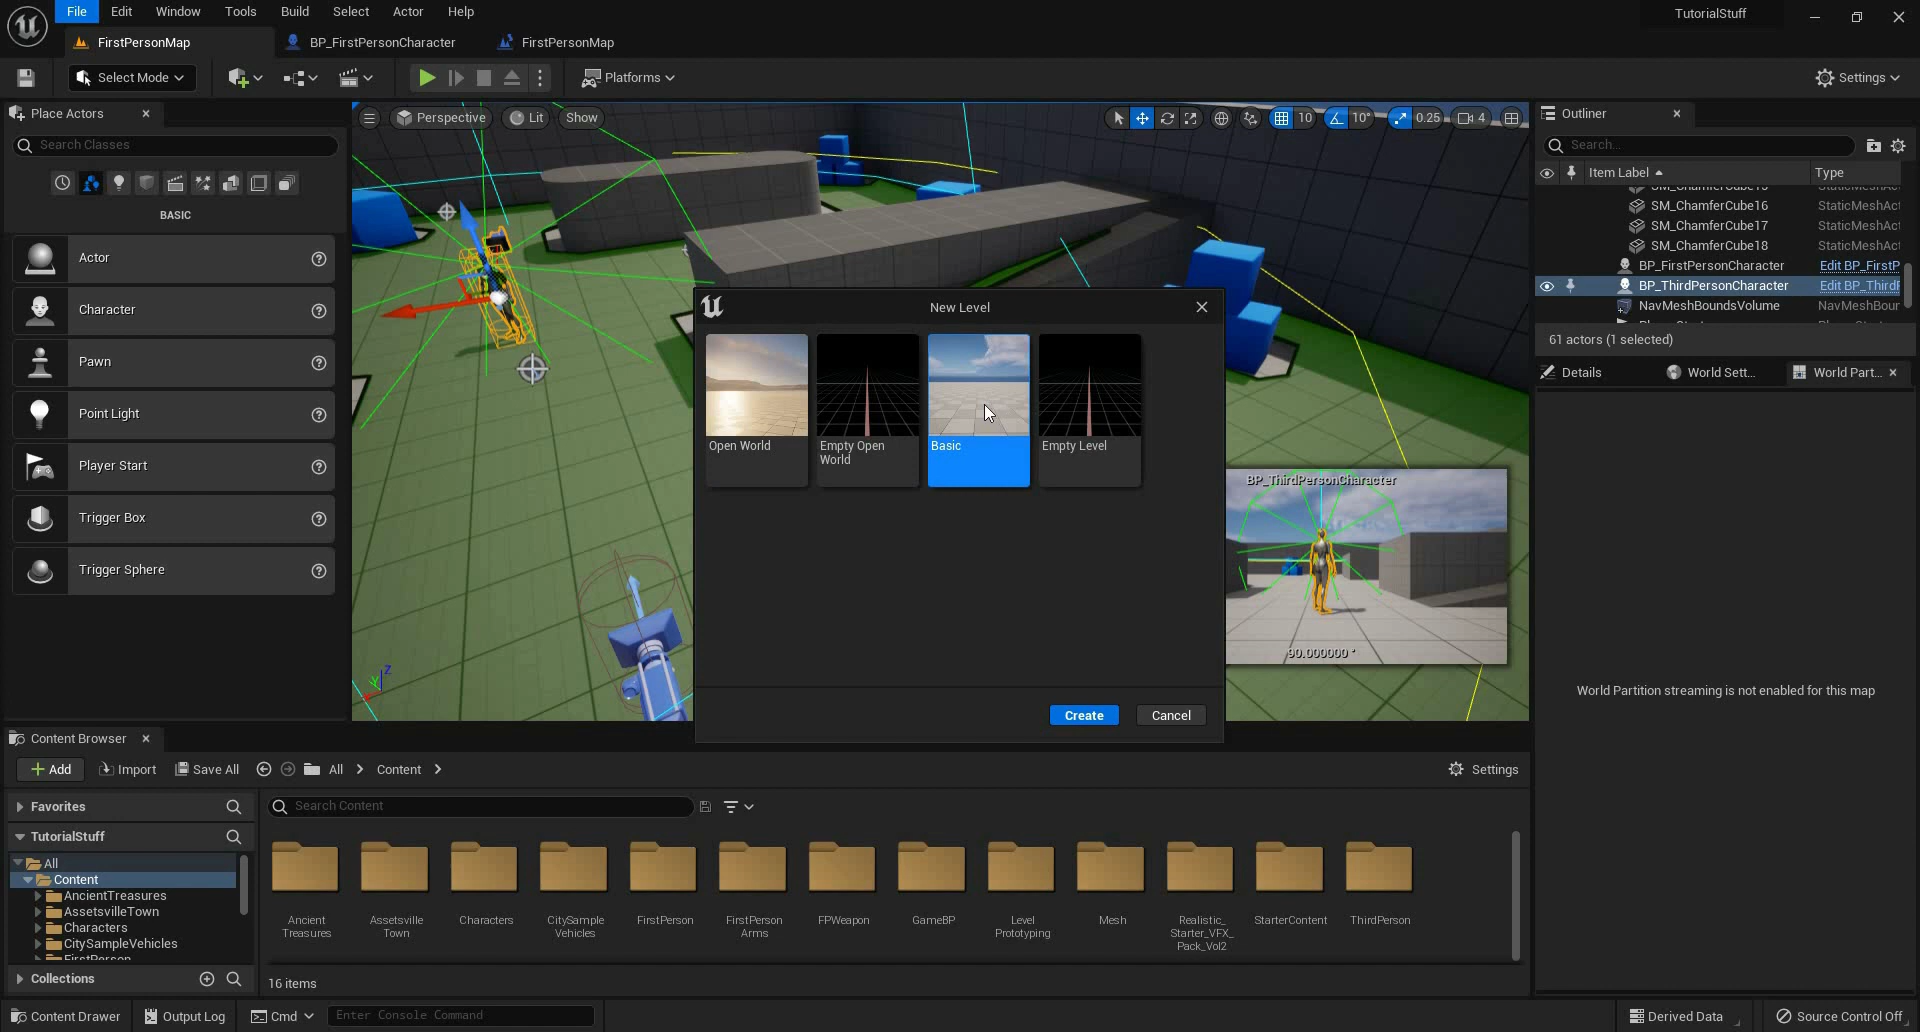 File Edit Window Tools Build Select Actor Help
TutorialStuff
FirstPersonMap BP_FirstPersonCharacter FirstPersonMap
Select Mode Platforms Settings
Place Actors
Search Classes
BASIC
Actor
Character
Pawn
Point Light
Player Start
Trigger Box
Trigger Sphere
Perspective Lit Show 10 10° 0.25 4
New Level
Open World
Empty Open
World
Basic
Empty Level
Create Cancel
BP_ThirdPersonCharacter
90.000000 °
Z
Y
Outliner
Search...
Item Label Type
SM_ChamferCube16 StaticMeshAct
SM_ChamferCube17 StaticMeshAct
SM_ChamferCube18 StaticMeshAct
BP_FirstPersonCharacter Edit BP_FirstP
BP_ThirdPersonCharacter Edit BP_ThirdP
NavMeshBoundsVolume NavMeshBour
61 actors (1 selected)
Details World Sett... World Part...
World Partition streaming is not enabled for this map
Content Browser
Add Import Save All All Content Settings
Favorites
TutorialStuff
All
Content
AncientTreasures
AssetsvilleTown
Characters
CitySampleVehicles
FirstPerson
Collections
Search Content
Ancient
Treasures
Assetsville
Town
Characters
CitySample
Vehicles
FirstPerson
FirstPerson
Arms
FPWeapon
GameBP
Level
Prototyping
Mesh
Realistic_
Starter_VFX_
Pack_Vol2
StarterContent
ThirdPerson
16 items
Content Drawer Output Log Cmd Enter Console Command Derived Data Source Control Off